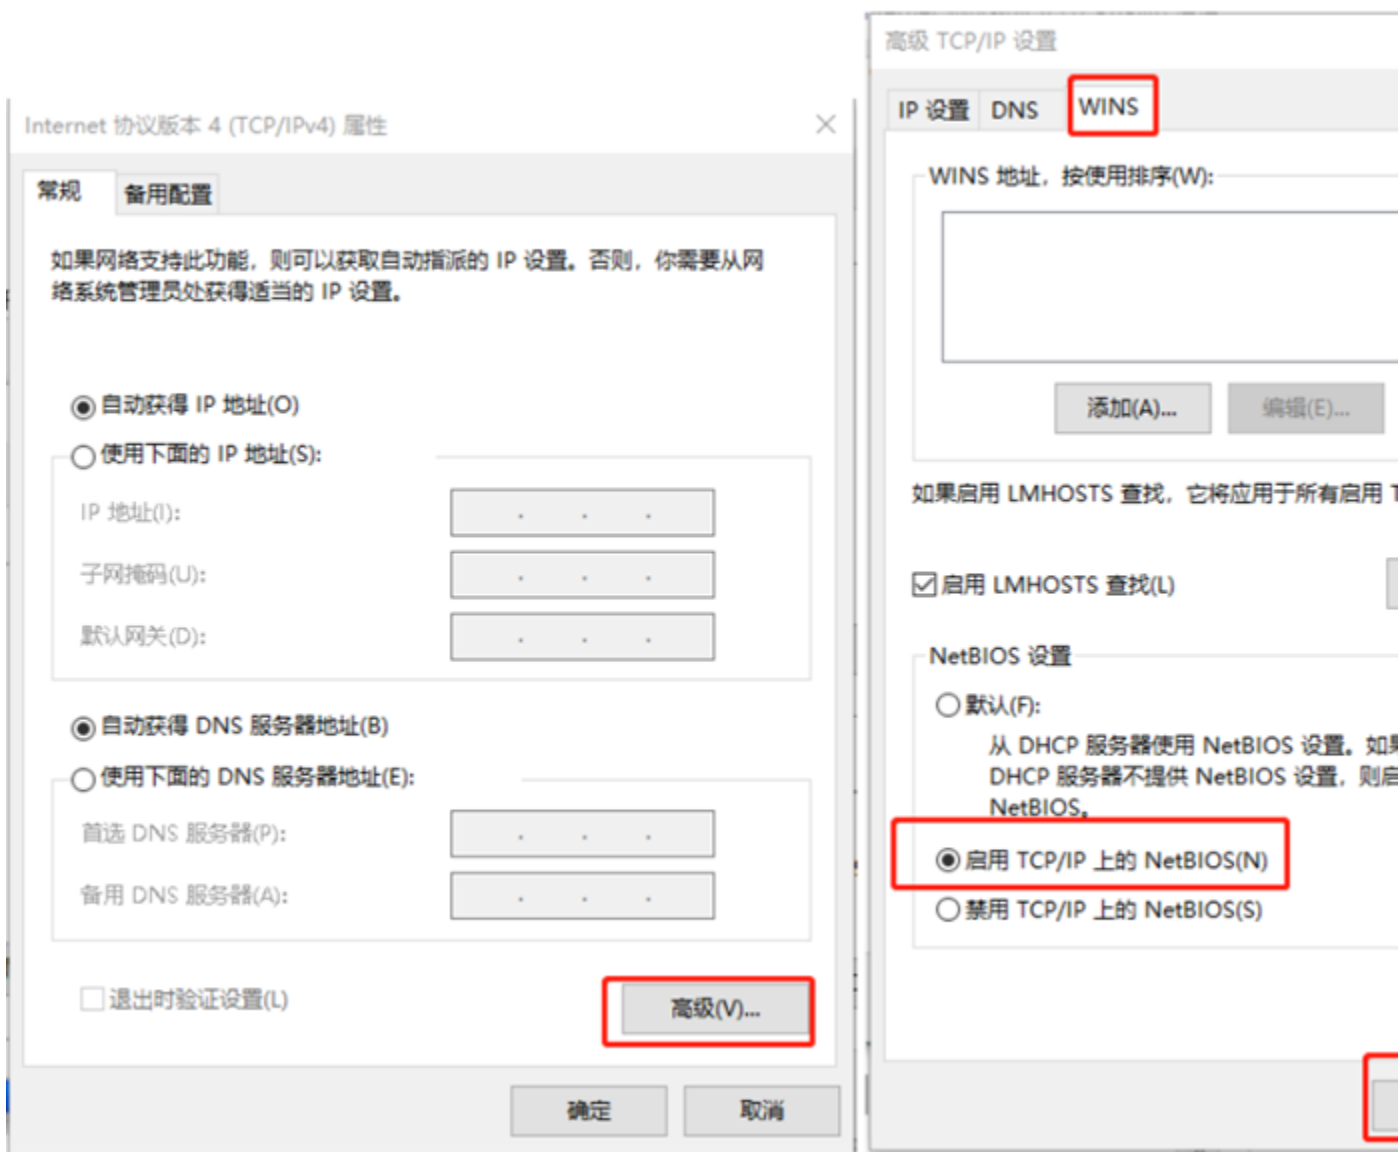 Internet 协议版本 4 (TCP/IPv4) 属性
常规
备用配置
如果网络支持此功能，则可以获取自动指派的 IP 设置。否则，你需要从网
络系统管理员处获得适当的 IP 设置。
自动获得 IP 地址(O)
使用下面的 IP 地址(S):
IP 地址(I):
子网掩码(U):
默认网关(D):
自动获得 DNS 服务器地址(B)
使用下面的 DNS 服务器地址(E):
首选 DNS 服务器(P):
备用 DNS 服务器(A):
退出时验证设置(L)
高级(V)...
确定
取消
高级 TCP/IP 设置
IP 设置
DNS
WINS
WINS 地址，按使用排序(W):
添加(A)...
编辑(E)...
如果启用 LMHOSTS 查找，它将应用于所有启用
启用 LMHOSTS 查找(L)
NetBIOS 设置
默认(F):
从 DHCP 服务器使用 NetBIOS 设置。如果
DHCP 服务器不提供 NetBIOS 设置，则启
NetBIOS。
启用 TCP/IP 上的 NetBIOS(N)
禁用 TCP/IP 上的 NetBIOS(S)